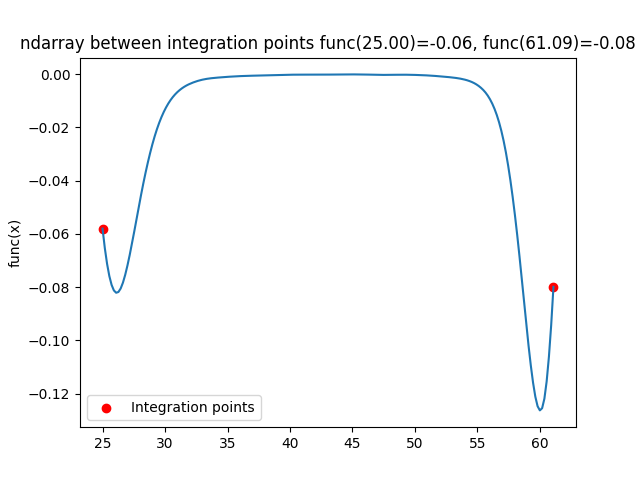 ndarray between integration points func(25.00)=-0.06, func(61.09)=-0.08
0.00
−0.02
−0.04
−0.06
−0.08
−0.10
−0.12
func(x)
Integration points
25 30 35 40 45 50 55 60